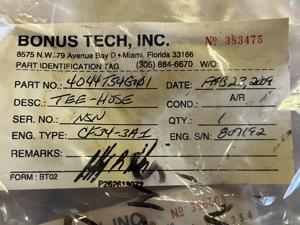 BONUS TECH, INC. № 383475
8575 N.W. 79 Avenue Bay D • Miami, Florida 33166
PART IDENTIFICATION TAG (305) 884-6670 W/O:
PART NO.: DATE: FEB 23, 2009
DESC.: TEE-HOSE COND.: A/R
SER. NO.: NSN QTY.: 1
ENG. TYPE.: CF34-3A1 ENG. S/N: 807192
REMARKS:
FORM : BT02